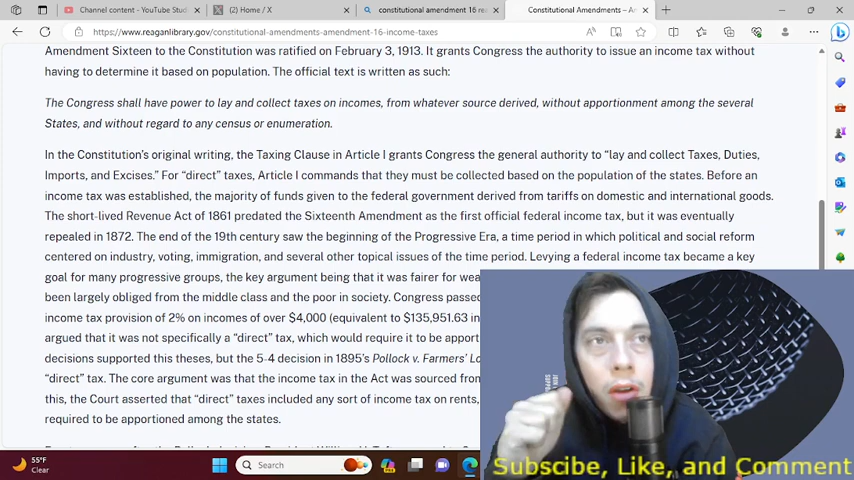 Channel content - YouTube Stud
(2) Home / X
constitutional amendment 16 re
Constitutional Amendments – A
https://www.reaganlibrary.gov/constitutional-amendments-amendment-16-income-taxes
Amendment Sixteen to the Constitution was ratified on February 3, 1913. It grants Congress the authority to issue an income tax without
having to determine it based on population. The official text is written as such:
The Congress shall have power to lay and collect taxes on incomes, from whatever source derived, without apportionment among the several
States, and without regard to any census or enumeration.
In the Constitution's original writing, the Taxing Clause in Article I grants Congress the general authority to "lay and collect Taxes, Duties,
Imports, and Excises." For "direct" taxes, Article I commands that they must be collected based on the population of the states. Before an
income tax was established, the majority of funds given to the federal government derived from tariffs on domestic and international goods.
The short-lived Revenue Act of 1861 predated the Sixteenth Amendment as the first official federal income tax, but it was eventually
repealed in 1872. The end of the 19th century saw the beginning of the Progressive Era, a time period in which political and social reform
centered on industry, voting, immigration, and several other topical issues of the time period. Levying a federal income tax became a key
goal for many progressive groups, the key argument being that it was fairer for wea
been largely obliged from the middle class and the poor in society. Congress passed
income tax provision of 2% on incomes of over $4,000 (equivalent to $135,951.63 in
argued that it was not specifically a "direct" tax, which would require it to be apport
decisions supported this theses, but the 5-4 decision in 1895's Pollock v. Farmers' Lo
"direct" tax. The core argument was that the income tax in the Act was sourced from
this, the Court asserted that "direct" taxes included any sort of income tax on rents,
required to be apportioned among the states.
55°F
Clear
Search
Subscribe, Like, and Comment